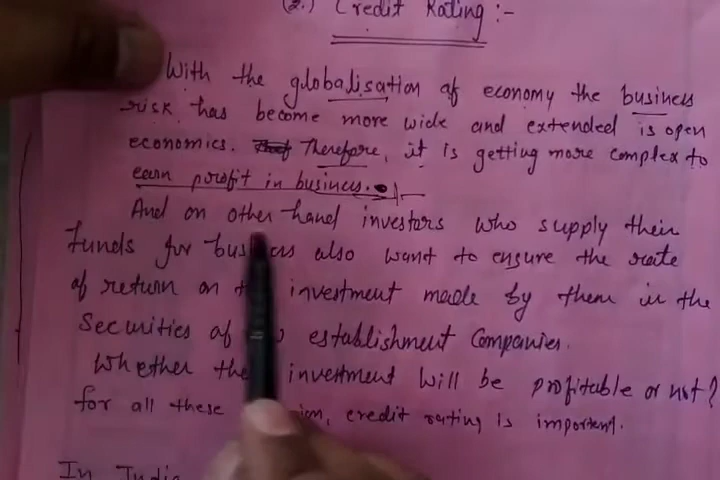 (2.) Credit Rating :-
With the globalisation of economy the business
risk has become more wide and extended is open
economics. Therefore, it is getting more complex to
earn profit in business.
And on other hand investors who supply their
funds for business also want to ensure the rate
of return on the investment made by them in the
Securities of establishment Companies.
Whether the investment will be profitable or not?
for all these credit rating is important.
In India